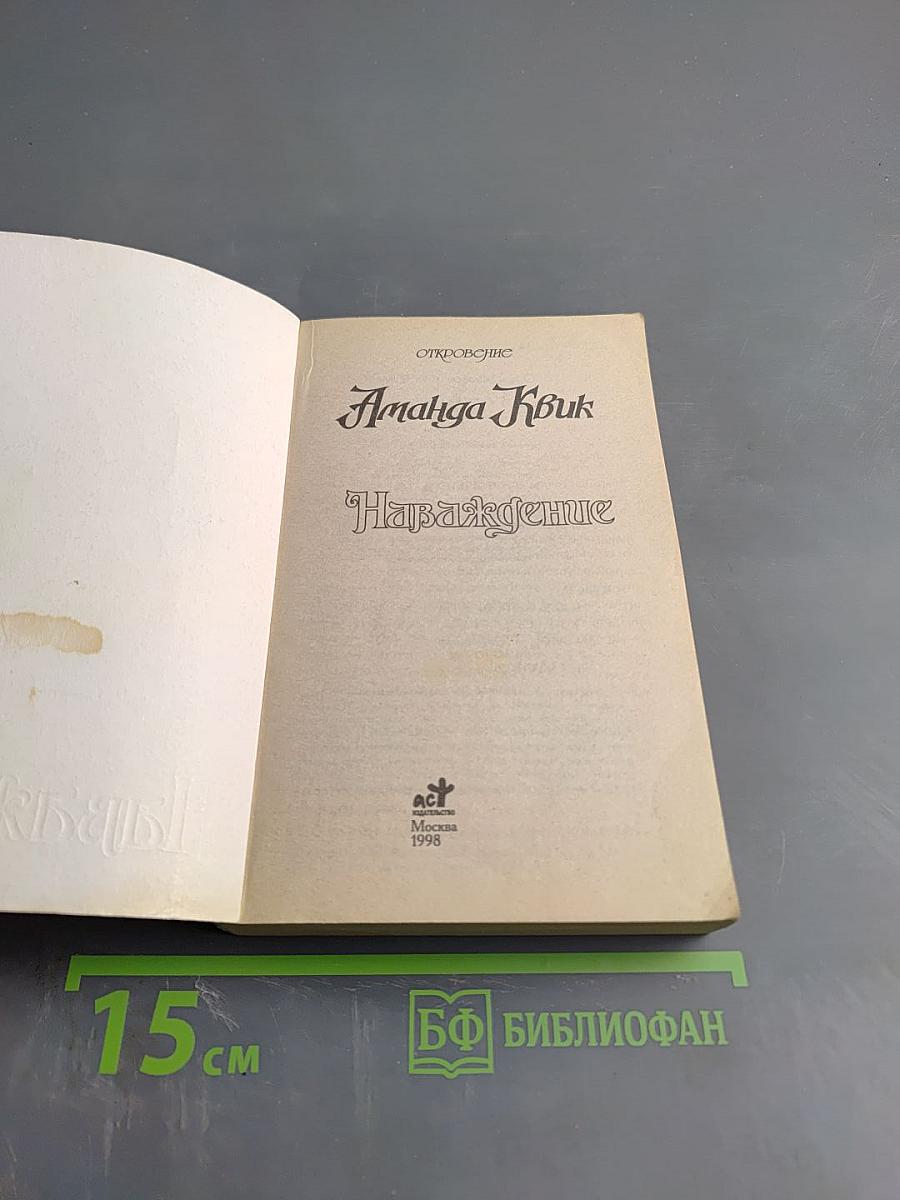 ОТКРОВЕНИЕ
Аманда Квик
Наваждение
аст
ИЗДАТЕЛЬСТВО
Москва
1998
15 см
БФ БИБЛИОФАН